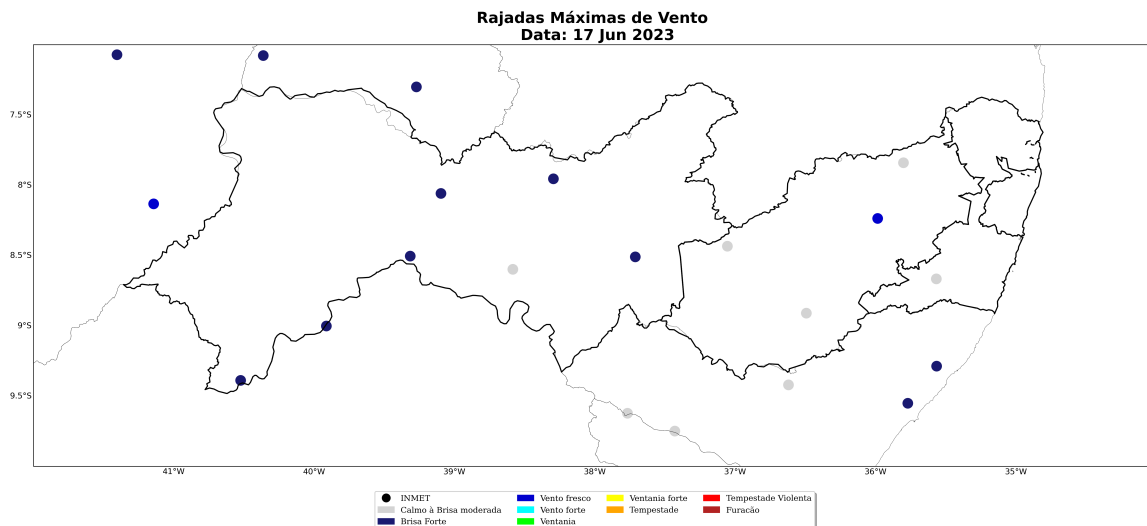 Rajadas Máximas de Vento
Data: 17 Jun 2023
7.5°S
8°S
8.5°S
9°S
9.5°S
41°W
40°W
39°W
38°W
37°W
36°W
35°W
INMET
Calmo à Brisa moderada
Brisa Forte
Vento fresco
Vento forte
Ventania
Ventania forte
Tempestade
Tempestade Violenta
Furacão